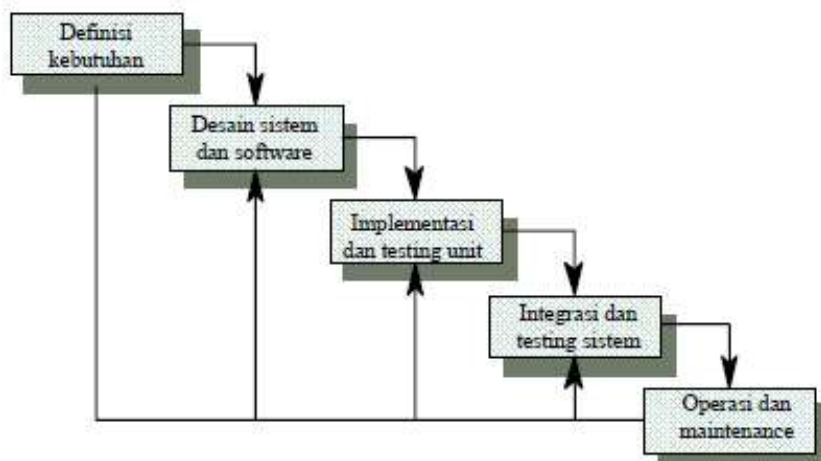 Definisi
kebutuhan
Desain sistem
dan software
Implementasi
dan testing unit
Integrasi dan
testing sistem
Operasi dan
maintenance